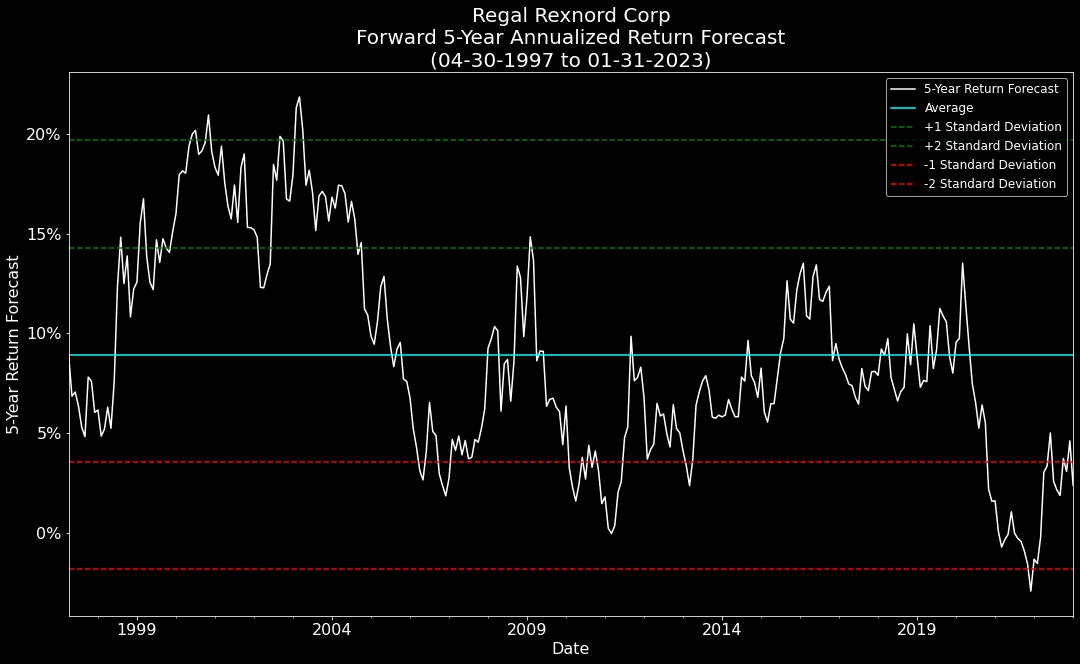 Regal Rexnord Corp
Forward 5-Year Annualized Return Forecast
(04-30-1997 to 01-31-2023)
5-Year Return Forecast
Average
+1 Standard Deviation
+2 Standard Deviation
-1 Standard Deviation
-2 Standard Deviation
5-Year Return Forecast
20%
15%
10%
5%
0%
1999 2004 2009 2014 2019
Date